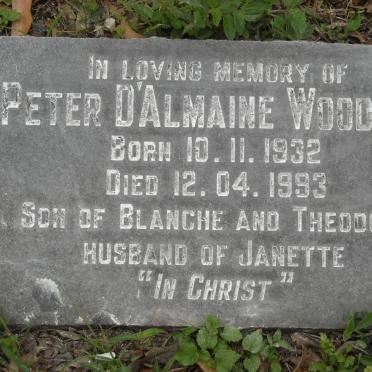 In loving memory of
Peter D'Almaine Wood
Born 10. 11. 1932
Died 12. 04. 1993
Son of Blanche and
husband of Janette
"In Christ"